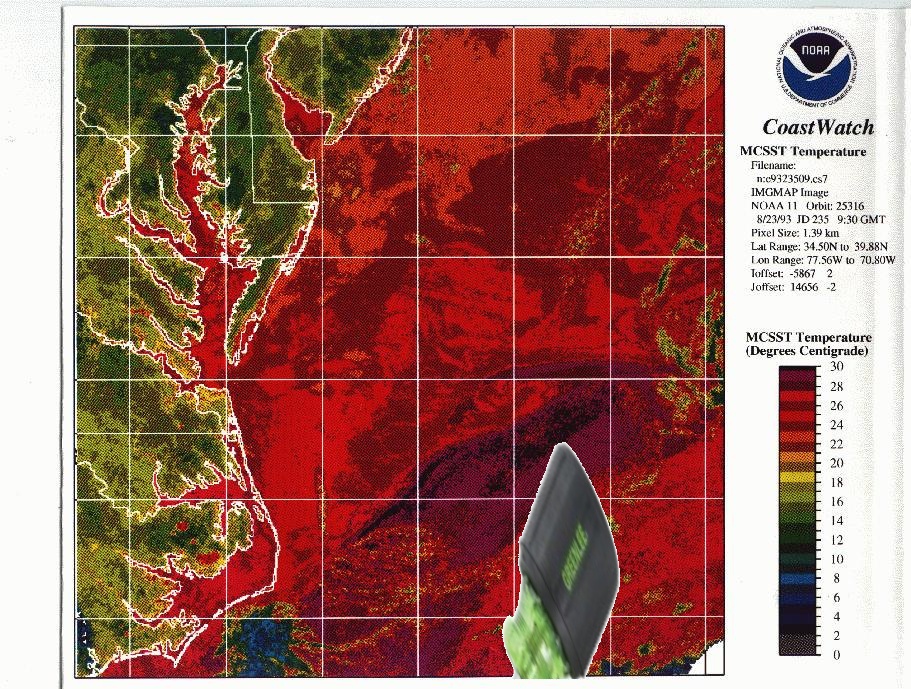 NOAA
NATIONAL OCEANIC AND ATMOSPHERIC ADMINISTRATION
U.S. DEPARTMENT OF COMMERCE
CoastWatch
MCSST Temperature
Filename:
n:c9323509.cs7
IMGMAP Image
NOAA 11 Orbit: 25316
8/23/93 JD 235 9:30 GMT
Pixel Size: 1.39 km
Lat Range: 34.50N to 39.88N
Lon Range: 77.56W to 70.80W
Ioffset: -5867 2
Joffset: 14656 -2
MCSST Temperature
(Degrees Centigrade)
30
28
26
24
22
20
18
16
14
12
10
8
6
4
2
0